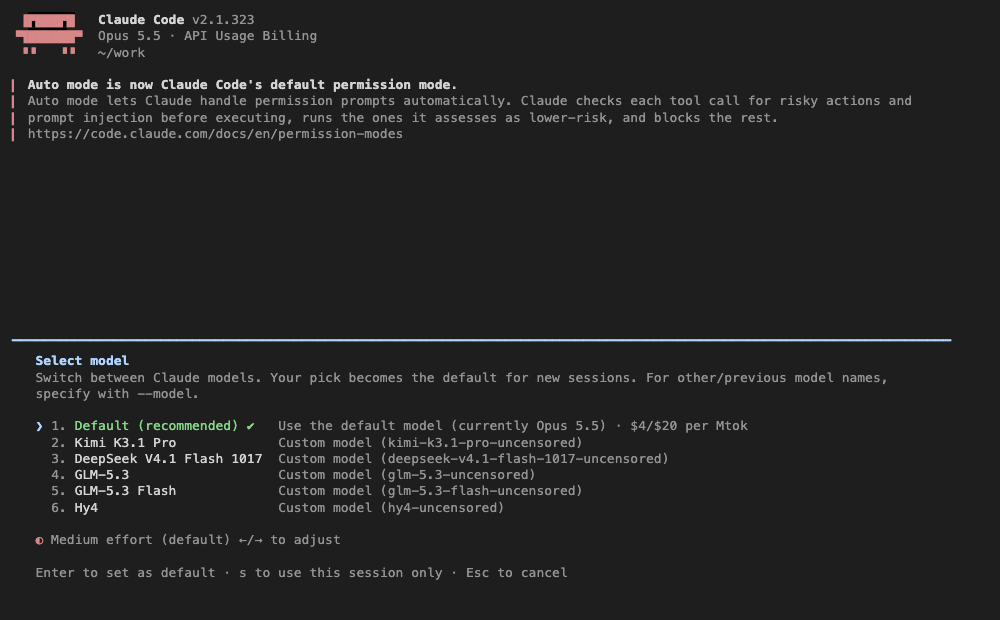 Claude Code v2.1.323
Opus 5.5 · API Usage Billing
~/work
Auto mode is now Claude Code's default permission mode.
Auto mode lets Claude handle permission prompts automatically. Claude checks each tool call for risky actions and
prompt injection before executing, runs the ones it assesses as lower-risk, and blocks the rest.
https://code.claude.com/docs/en/permission-modes
Select model
Switch between Claude models. Your pick becomes the default for new sessions. For other/previous model names,
specify with --model.
❯ 1. Default (recommended) ✔ Use the default model (currently Opus 5.5) · $4/$20 per Mtok
2. Kimi K3.1 Pro Custom model (kimi-k3.1-pro-uncensored)
3. DeepSeek V4.1 Flash 1017 Custom model (deepseek-v4.1-flash-1017-uncensored)
4. GLM-5.3 Custom model (glm-5.3-uncensored)
5. GLM-5.3 Flash Custom model (glm-5.3-flash-uncensored)
6. Hy4 Custom model (hy4-uncensored)
◐ Medium effort (default) ←/→ to adjust
Enter to set as default · s to use this session only · Esc to cancel